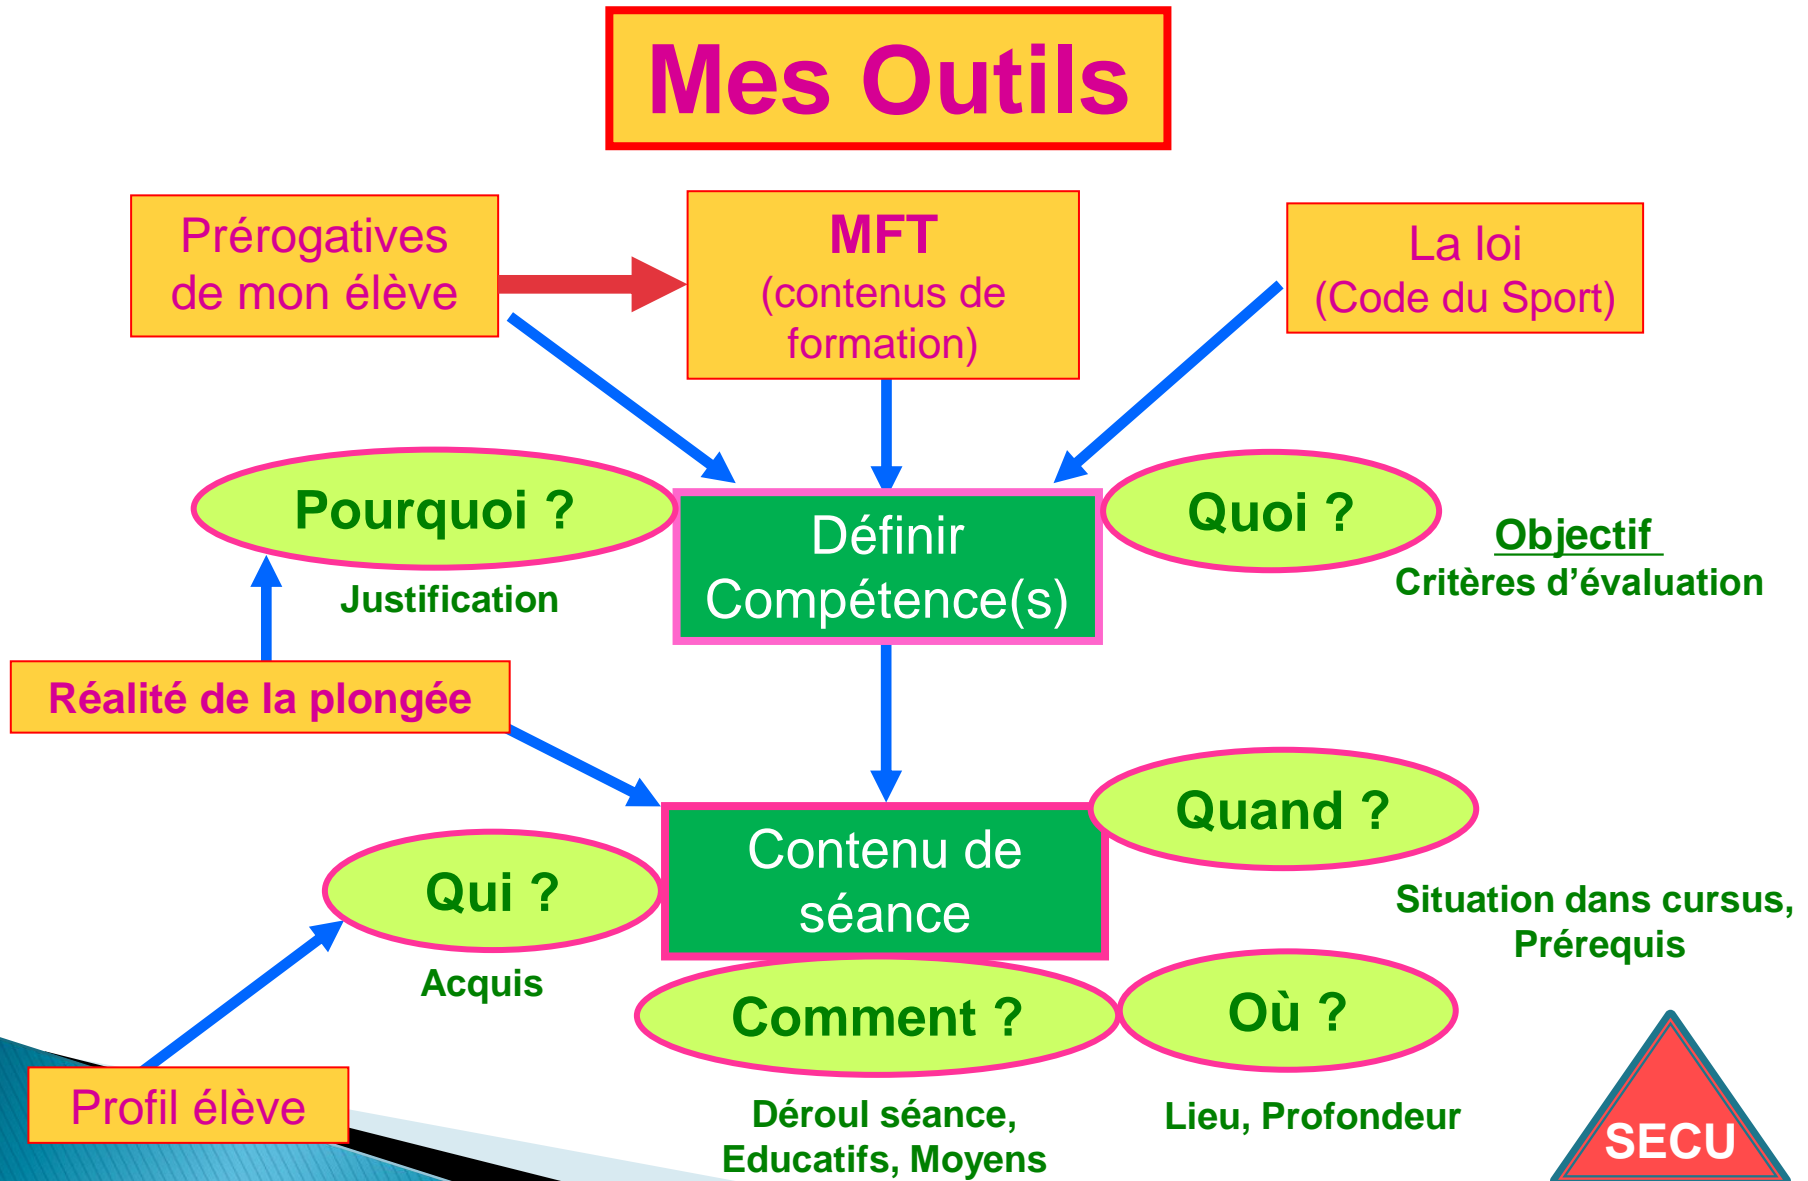 Mes Outils
Prérogatives
de mon élève
MFT
(contenus de
formation)
La loi
(Code du Sport)
Pourquoi ?
Justification
Définir
Compétence(s)
Quoi ?
Objectif
Critères d’évaluation
Réalité de la plongée
Quand ?
Contenu de
séance
Qui ?
Acquis
Situation dans cursus,
Prérequis
Comment ?
Où ?
Profil élève
Déroul séance,
Educatifs, Moyens
Lieu, Profondeur
SECU